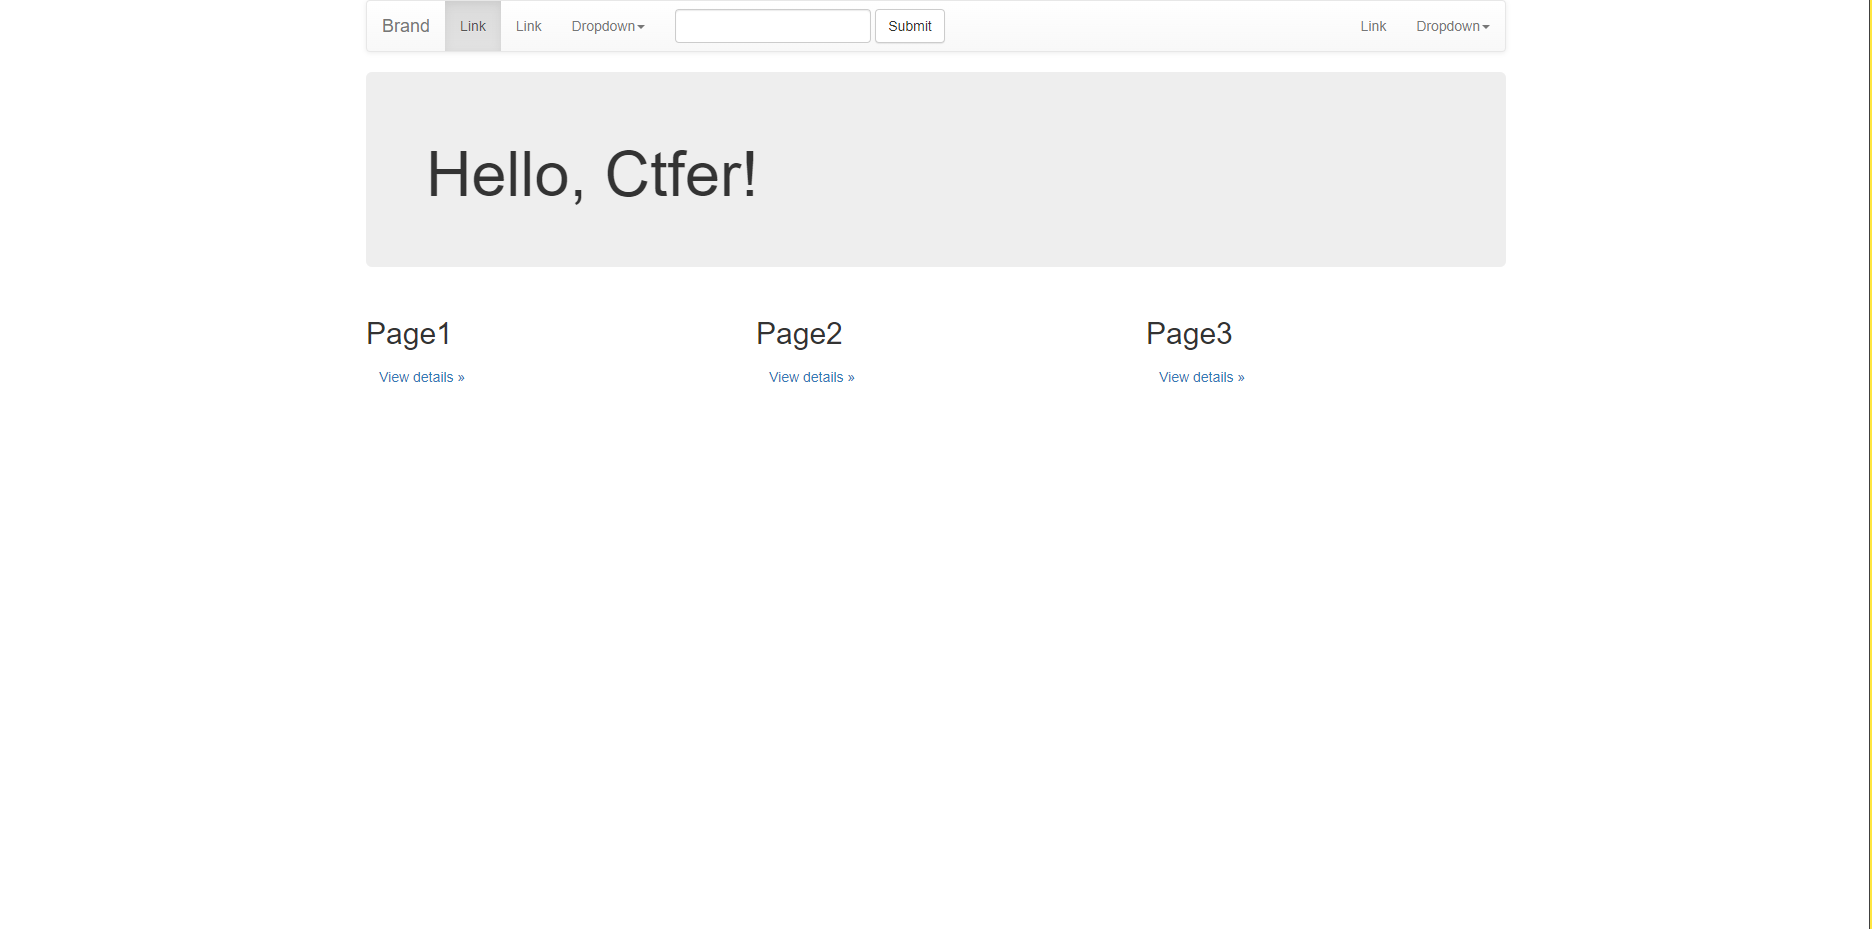 Brand Link Link Dropdown Submit Link Dropdown
Hello, Ctfer!
Page1 Page2 Page3
View details » View details » View details »